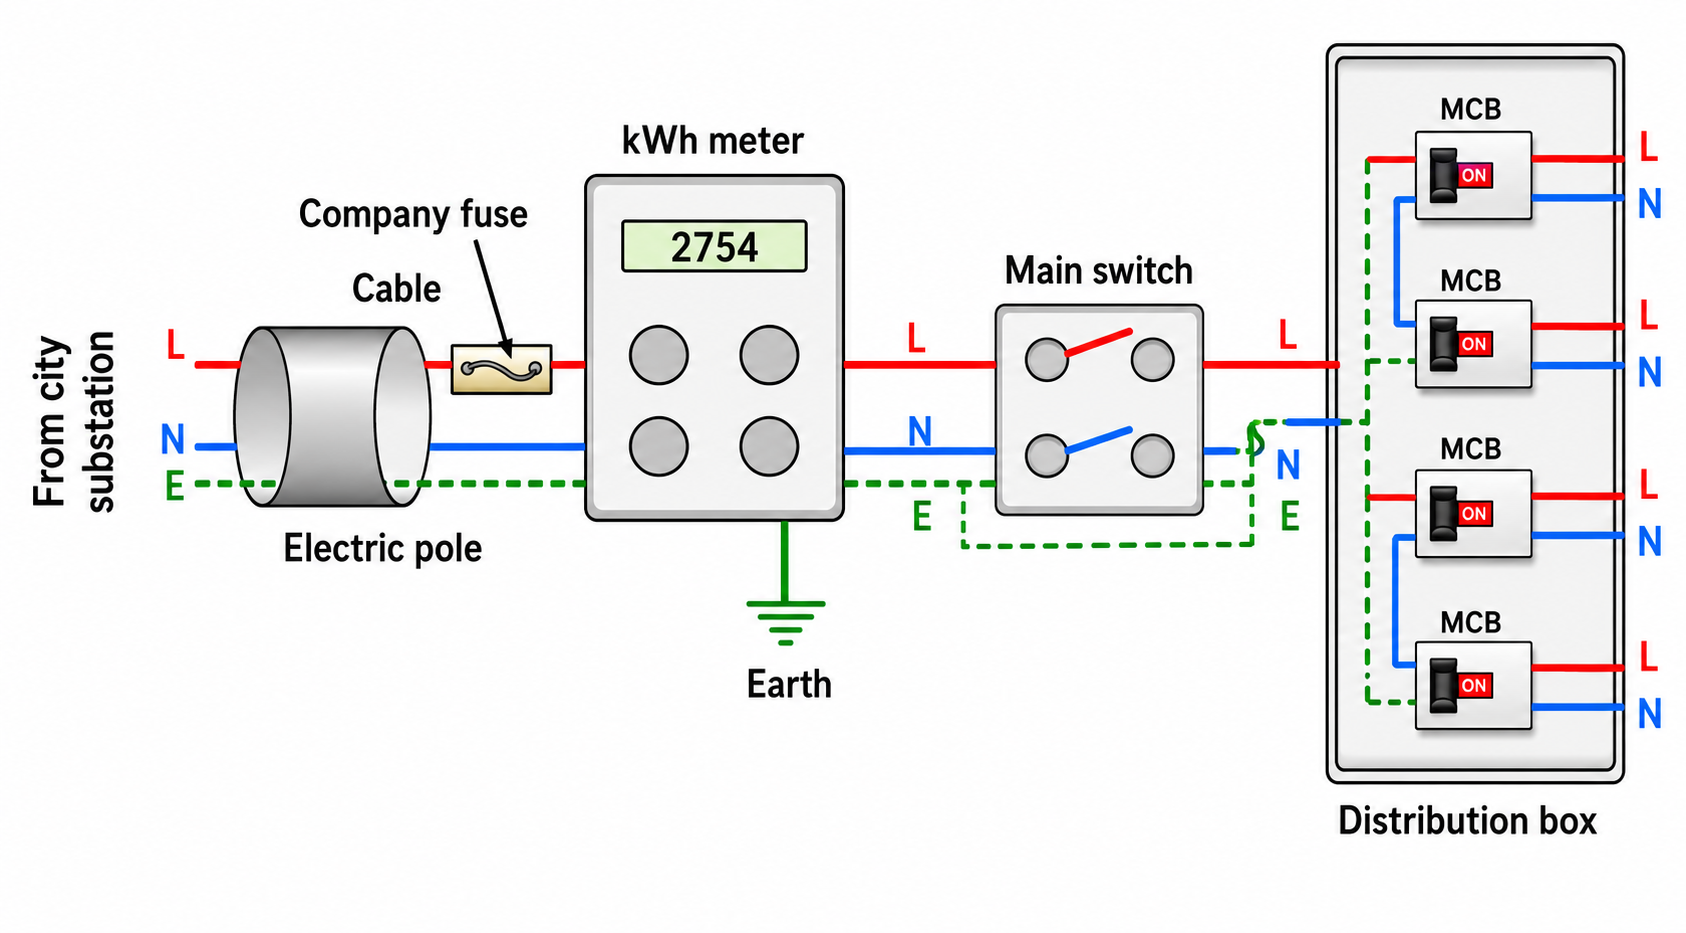 From city
substation
L
N
E
Cable
Company fuse
Electric pole
kWh meter
2754
Earth
L
N
E
Main switch
L
N
E
MCB
ON
L
N
MCB
ON
L
N
MCB
ON
L
N
MCB
ON
L
N
Distribution box